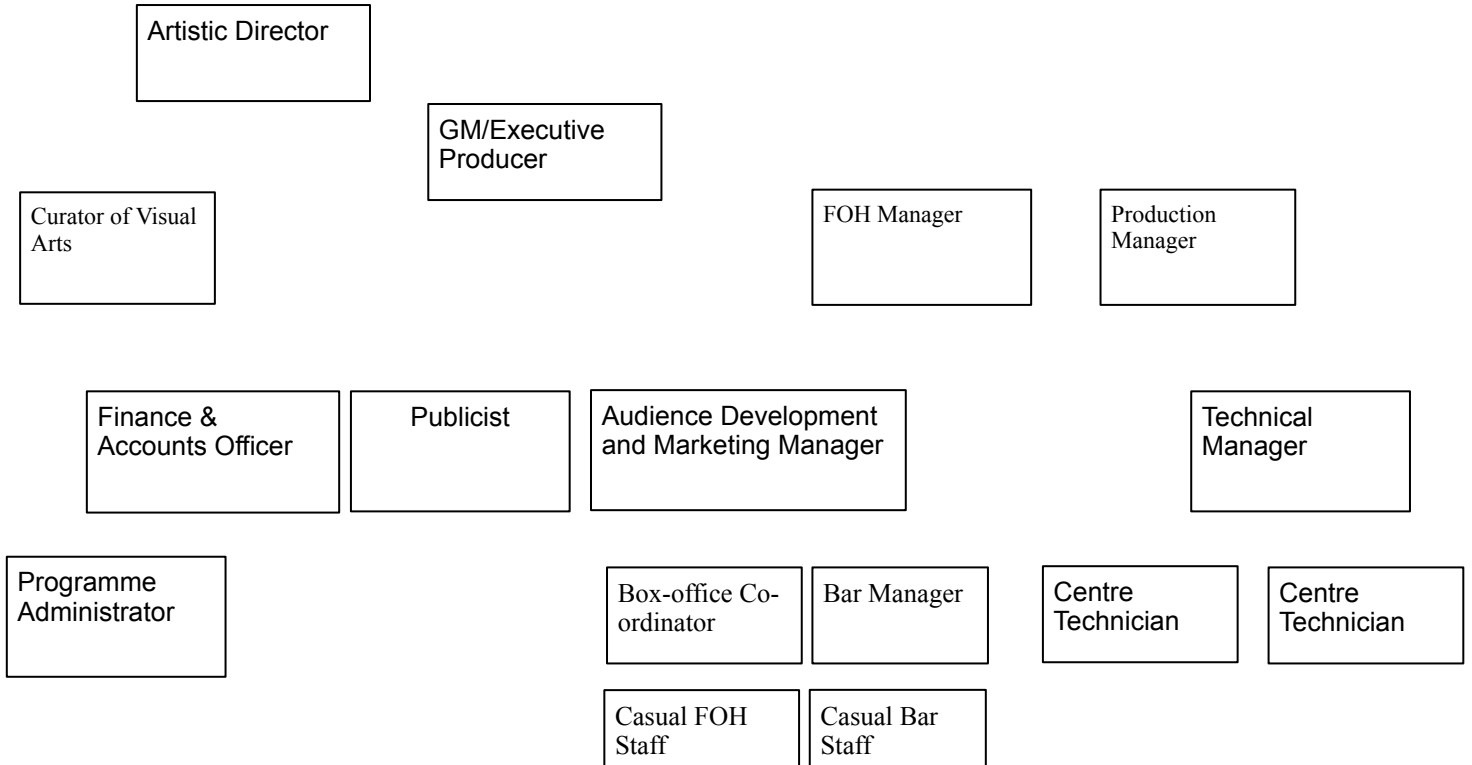 Artistic Director
GM/Executive
Producer
Curator of Visual
Arts
FOH Manager
Production
Manager
Finance &
Accounts Officer
Publicist
Audience Development
and Marketing Manager
Technical
Manager
Programme
Administrator
Box-office Co-
ordinator
Bar Manager
Centre
Technician
Centre
Technician
Casual FOH
Staff
Casual Bar
Staff